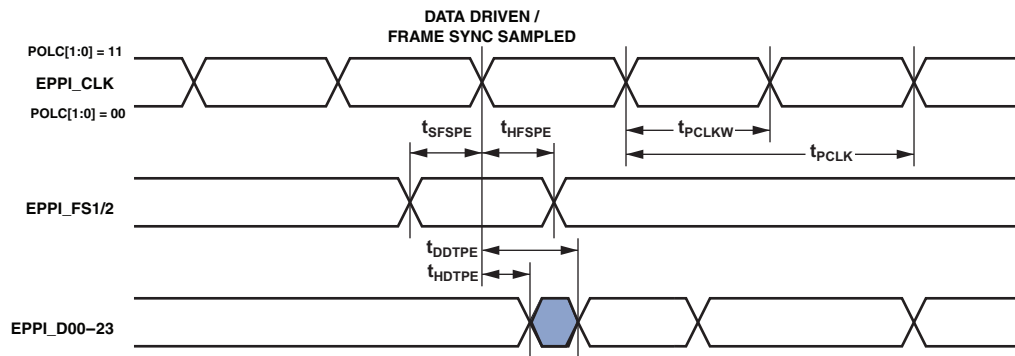 DATA DRIVEN /
FRAME SYNC SAMPLED
POLC[1:0] = 11
EPPI_CLK
POLC[1:0] = 00
tSFSPE
tHFSPE
tPCLKW
tPCLK
EPPI_FS1/2
tDDTPE
tHDTPE
EPPI_D00–23